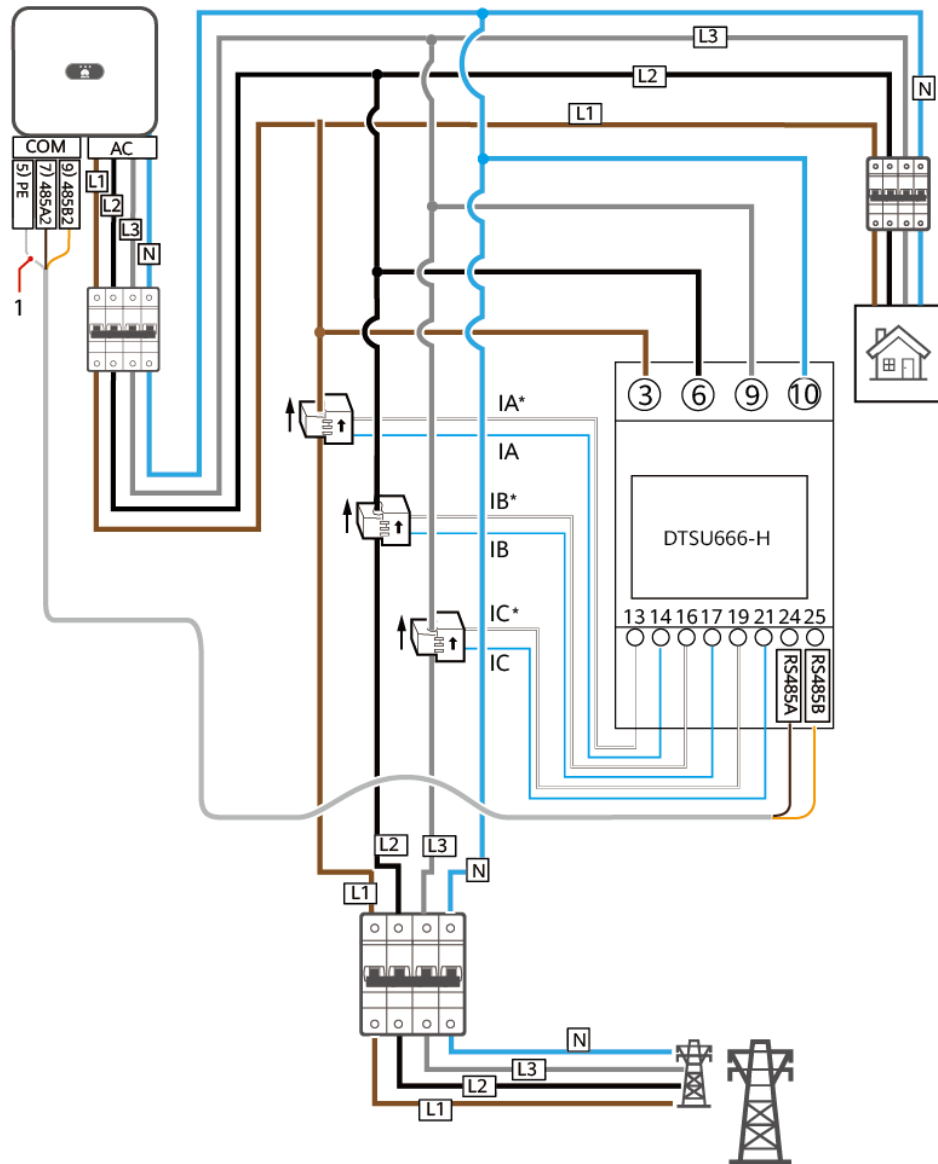 L3
L2
N
L1
COM
AC
5) PE
7) 485A2
9) 485B2
L1
L2
L3
N
1
3
6
9
10
IA*
IA
IB*
IB
DTSU666-H
IC*
IC
13 14 16 17 19 21 24 25
RS485A
RS485B
L2
L3
N
L1
N
L3
L2
L1